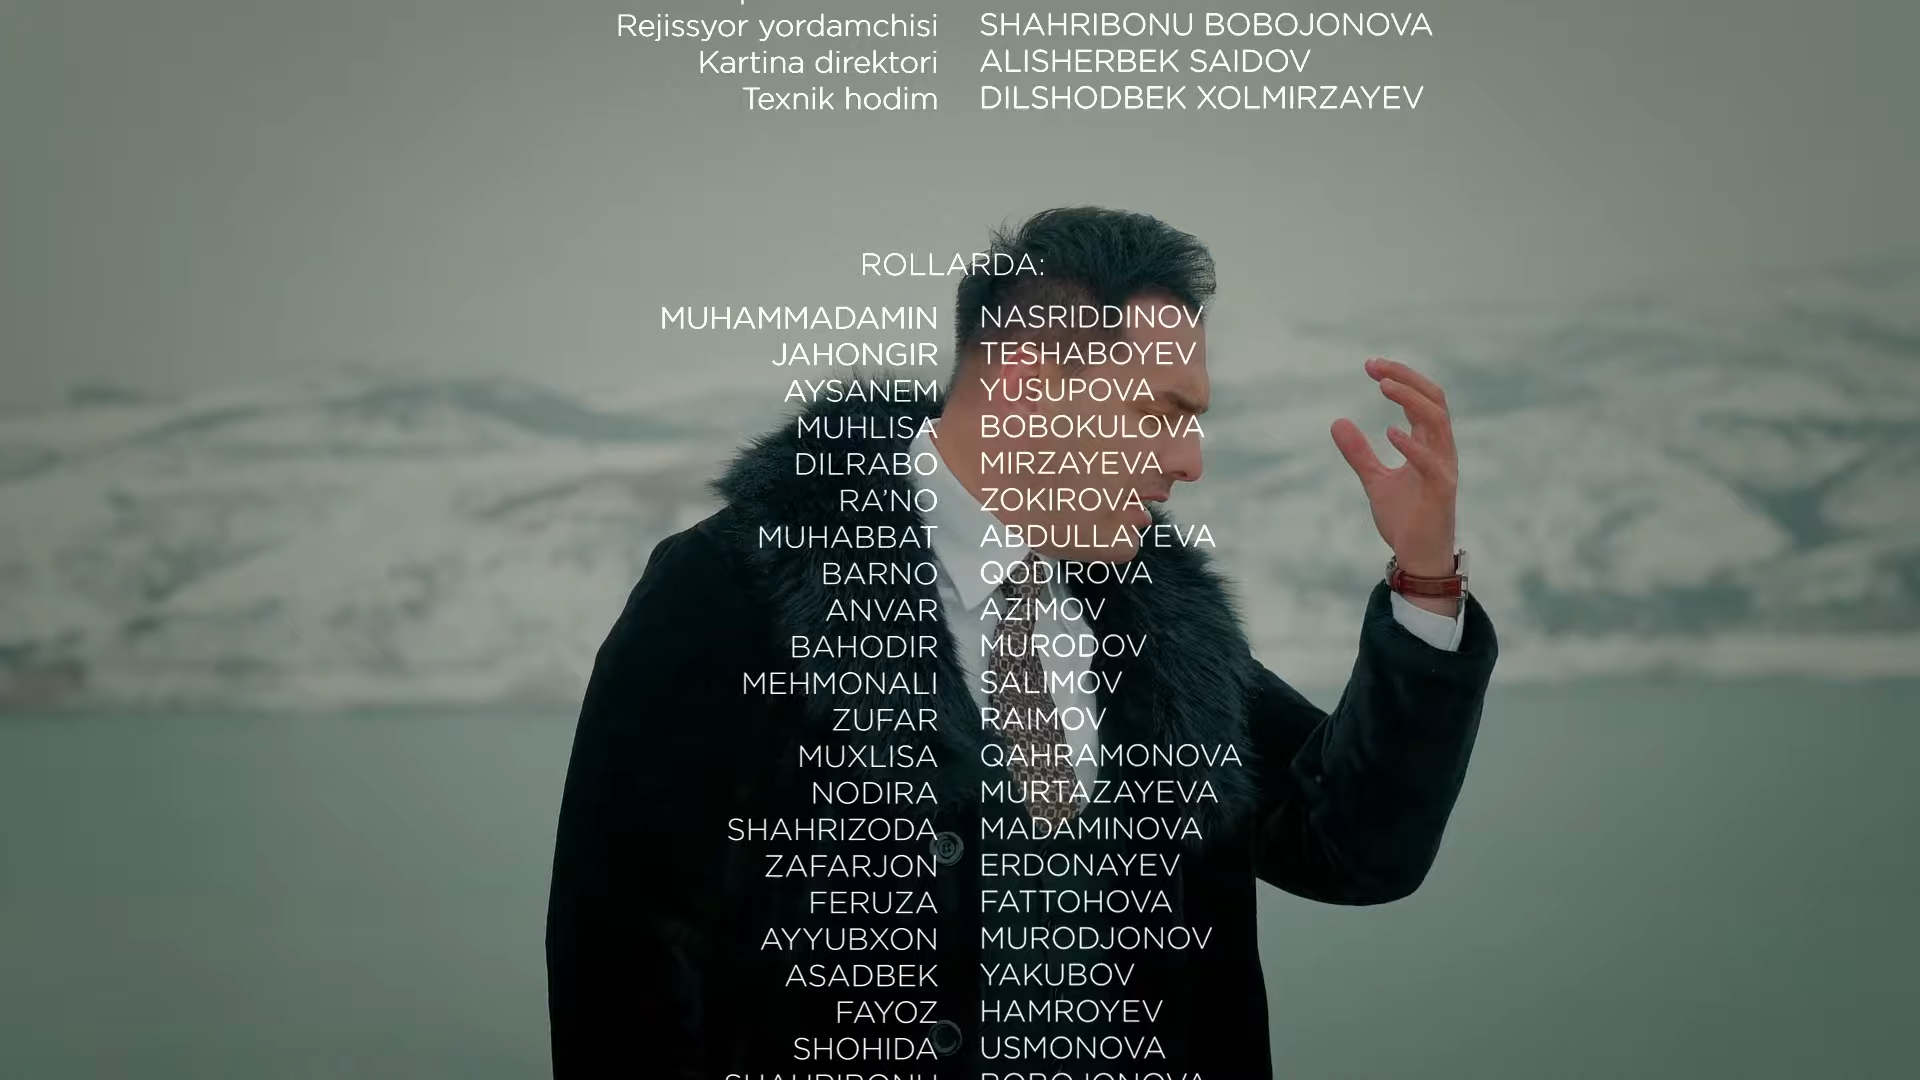 Rejissyor yordamchisi SHAHRIBONU BOBOJONOVA
Kartina direktori ALISHERBEK SAIDOV
Texnik hodim DILSHODBEK XOLMIRZAYEV
ROLLARDA:
MUHAMMADAMIN NASRIDDINOV
JAHONGIR TESHABOYEV
AYSANEM YUSUPOVA
MUHLISA BOBOKULOVA
DILRABO MIRZAYEVA
RA’NO ZOKIROVA
MUHABBAT ABDULLAYEVA
BARNO QODIROVA
ANVAR AZIMOV
BAHODIR MURODOV
MEHMONALI SALIMOV
ZUFAR RAIMOV
MUXLISA QAHRAMONOVA
NODIRA MURTAZAYEVA
SHAHRIZODA MADAMINOVA
ZAFARJON ERDONAYEV
FERUZA FATTOHOVA
AYYUBXON MURODJONOV
ASADBEK YAKUBOV
FAYOZ HAMROYEV
SHOHIDA USMONOVA